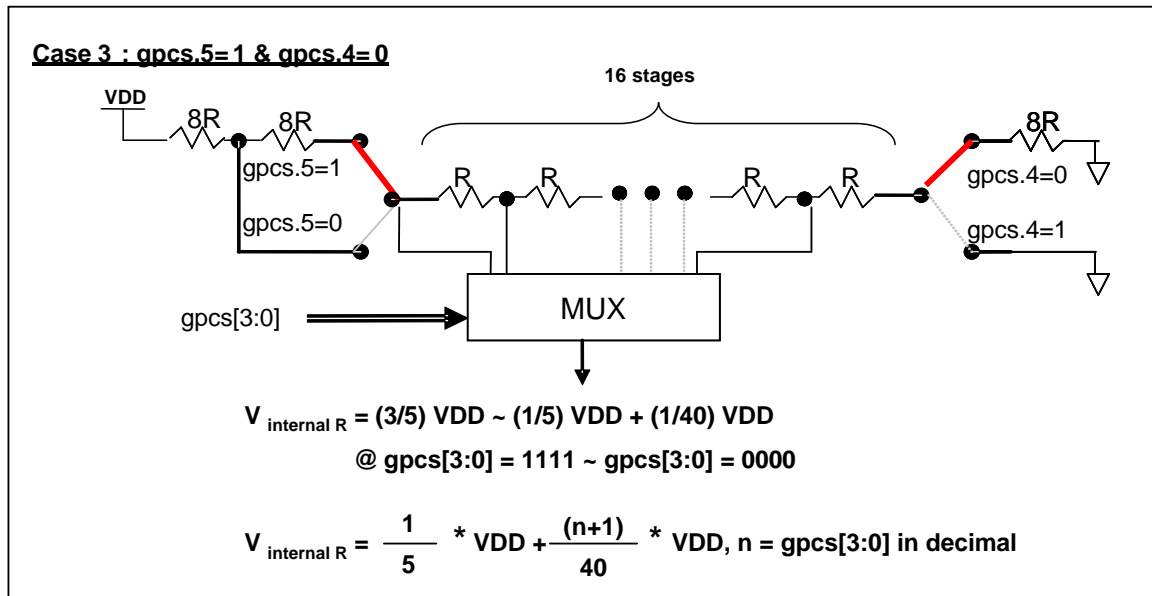 Case 3 : gpcs.5=1 & gpcs.4=0
16 stages
VDD
8R
8R
8R
gpcs.5=1
R
R
R
R
gpcs.4=0
gpcs.5=0
gpcs.4=1
gpcs[3:0]
MUX
V internal R = (3/5) VDD ~ (1/5) VDD + (1/40) VDD
@ gpcs[3:0] = 1111 ~ gpcs[3:0] = 0000
V internal R = 1/5 * VDD + (n+1)/40 * VDD, n = gpcs[3:0] in decimal